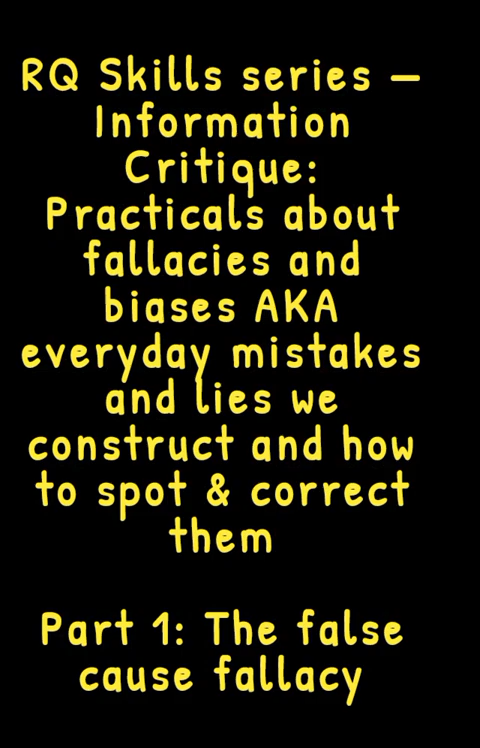 RQ Skills series –
Information
Critique:
Practicals about
fallacies and
biases AKA
everyday mistakes
and lies we
construct and how
to spot & correct
them
Part 1: The false
cause fallacy